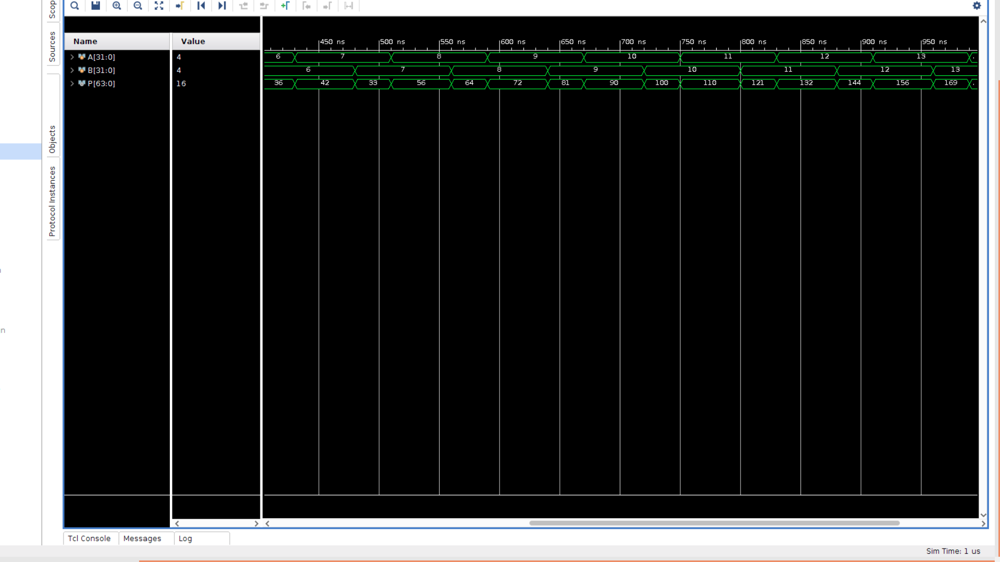 Scop
Sources
Objects
Protocol Instances
Name Value
450 ns 500 ns 550 ns 600 ns 650 ns 700 ns 750 ns 800 ns 850 ns 900 ns 950 ns
A[31:0] 4 6 7 8 9 10 11 12 13 .
B[31:0] 4 6 7 8 9 10 11 12 13
P[63:0] 16 36 42 33 56 64 72 81 90 100 110 121 132 144 156 169 .
n
Tcl Console Messages Log
Sim Time: 1 us